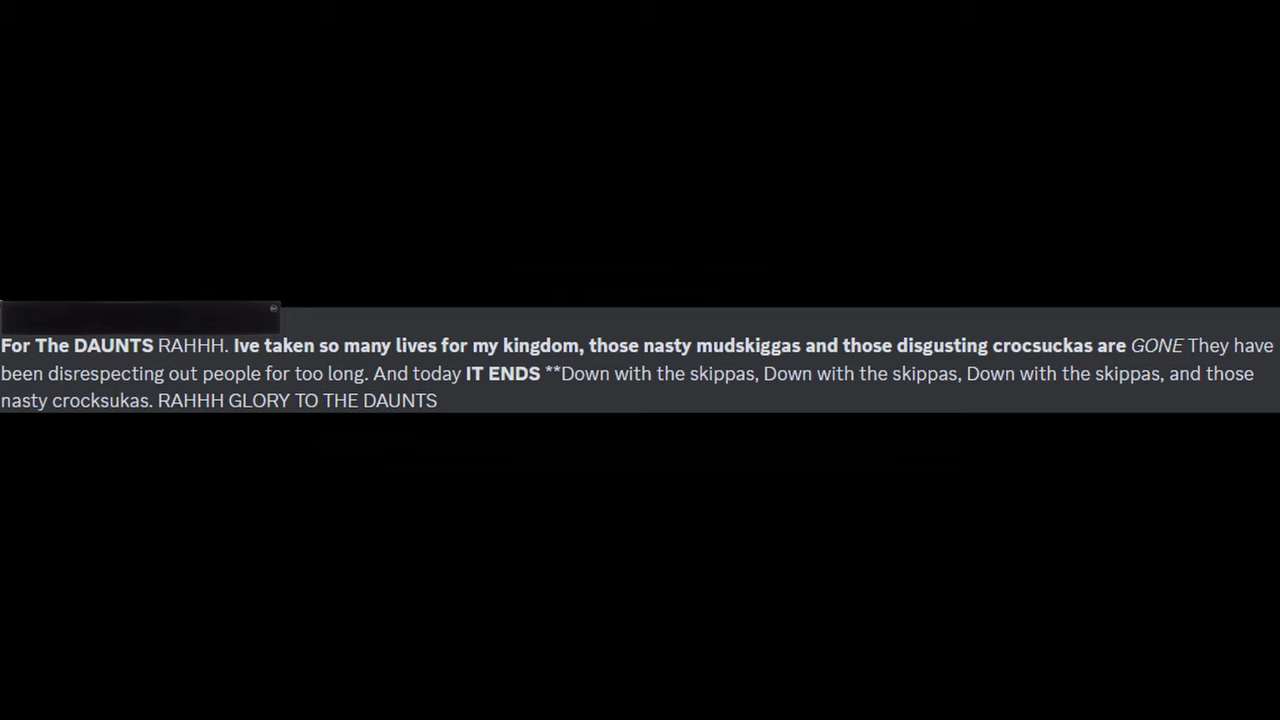 For The DAUNTS RAHHH. Ive taken so many lives for my kingdom, those nasty mudskiggas and those disgusting crocsuckas are GONE They have
been disrespecting out people for too long. And today IT ENDS **Down with the skippas, Down with the skippas, Down with the skippas, and those
nasty crocksukas. RAHHH GLORY TO THE DAUNTS